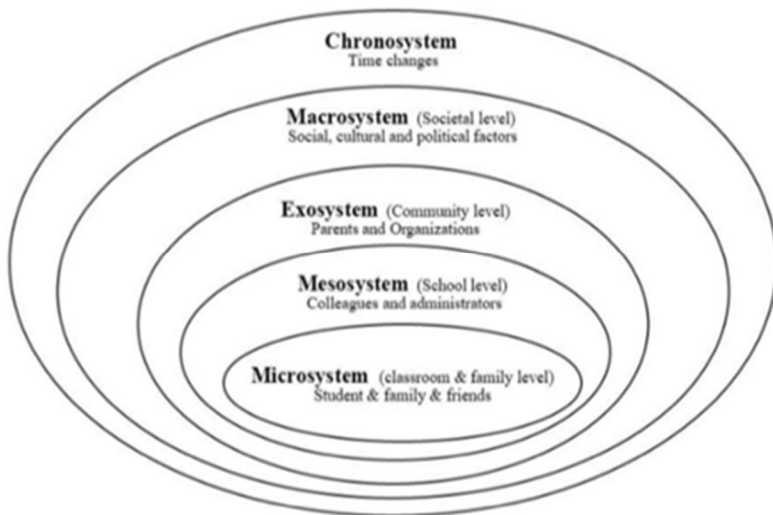 Chronosystem
Time changes
Macrosystem (Societal level)
Social, cultural and political factors
Exosystem (Community level)
Parents and Organizations
Mesosystem (School level)
Colleagues and administrators
Microsystem (classroom & family level)
Student & family & friends